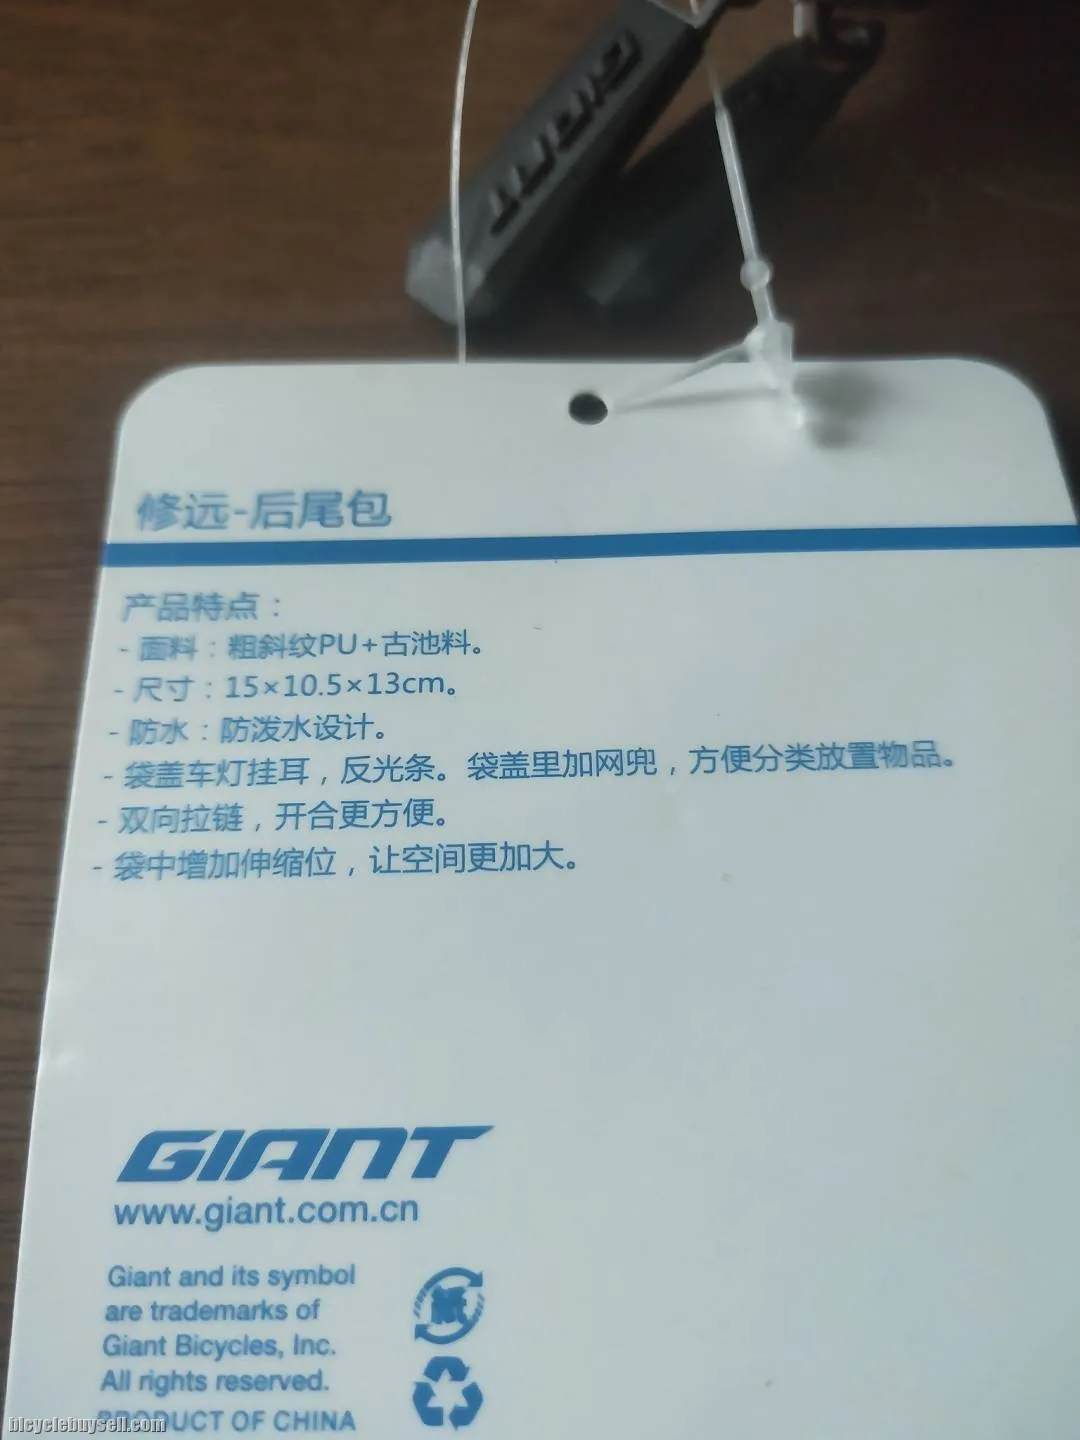 GIANT
修远-后尾包
产品特点：
- 面料：粗斜纹PU+古池料。
- 尺寸：15×10.5×13cm。
- 防水：防泼水设计。
- 袋盖车灯挂耳，反光条。袋盖里加网兜，方便分类放置物品。
- 双向拉链，开合更方便。
- 袋中增加伸缩位，让空间更加大。
GIANT
www.giant.com.cn
Giant and its symbol
are trademarks of
Giant Bicycles, Inc.
All rights reserved.
PRODUCT OF CHINA
紙
bicyclebuysell.com